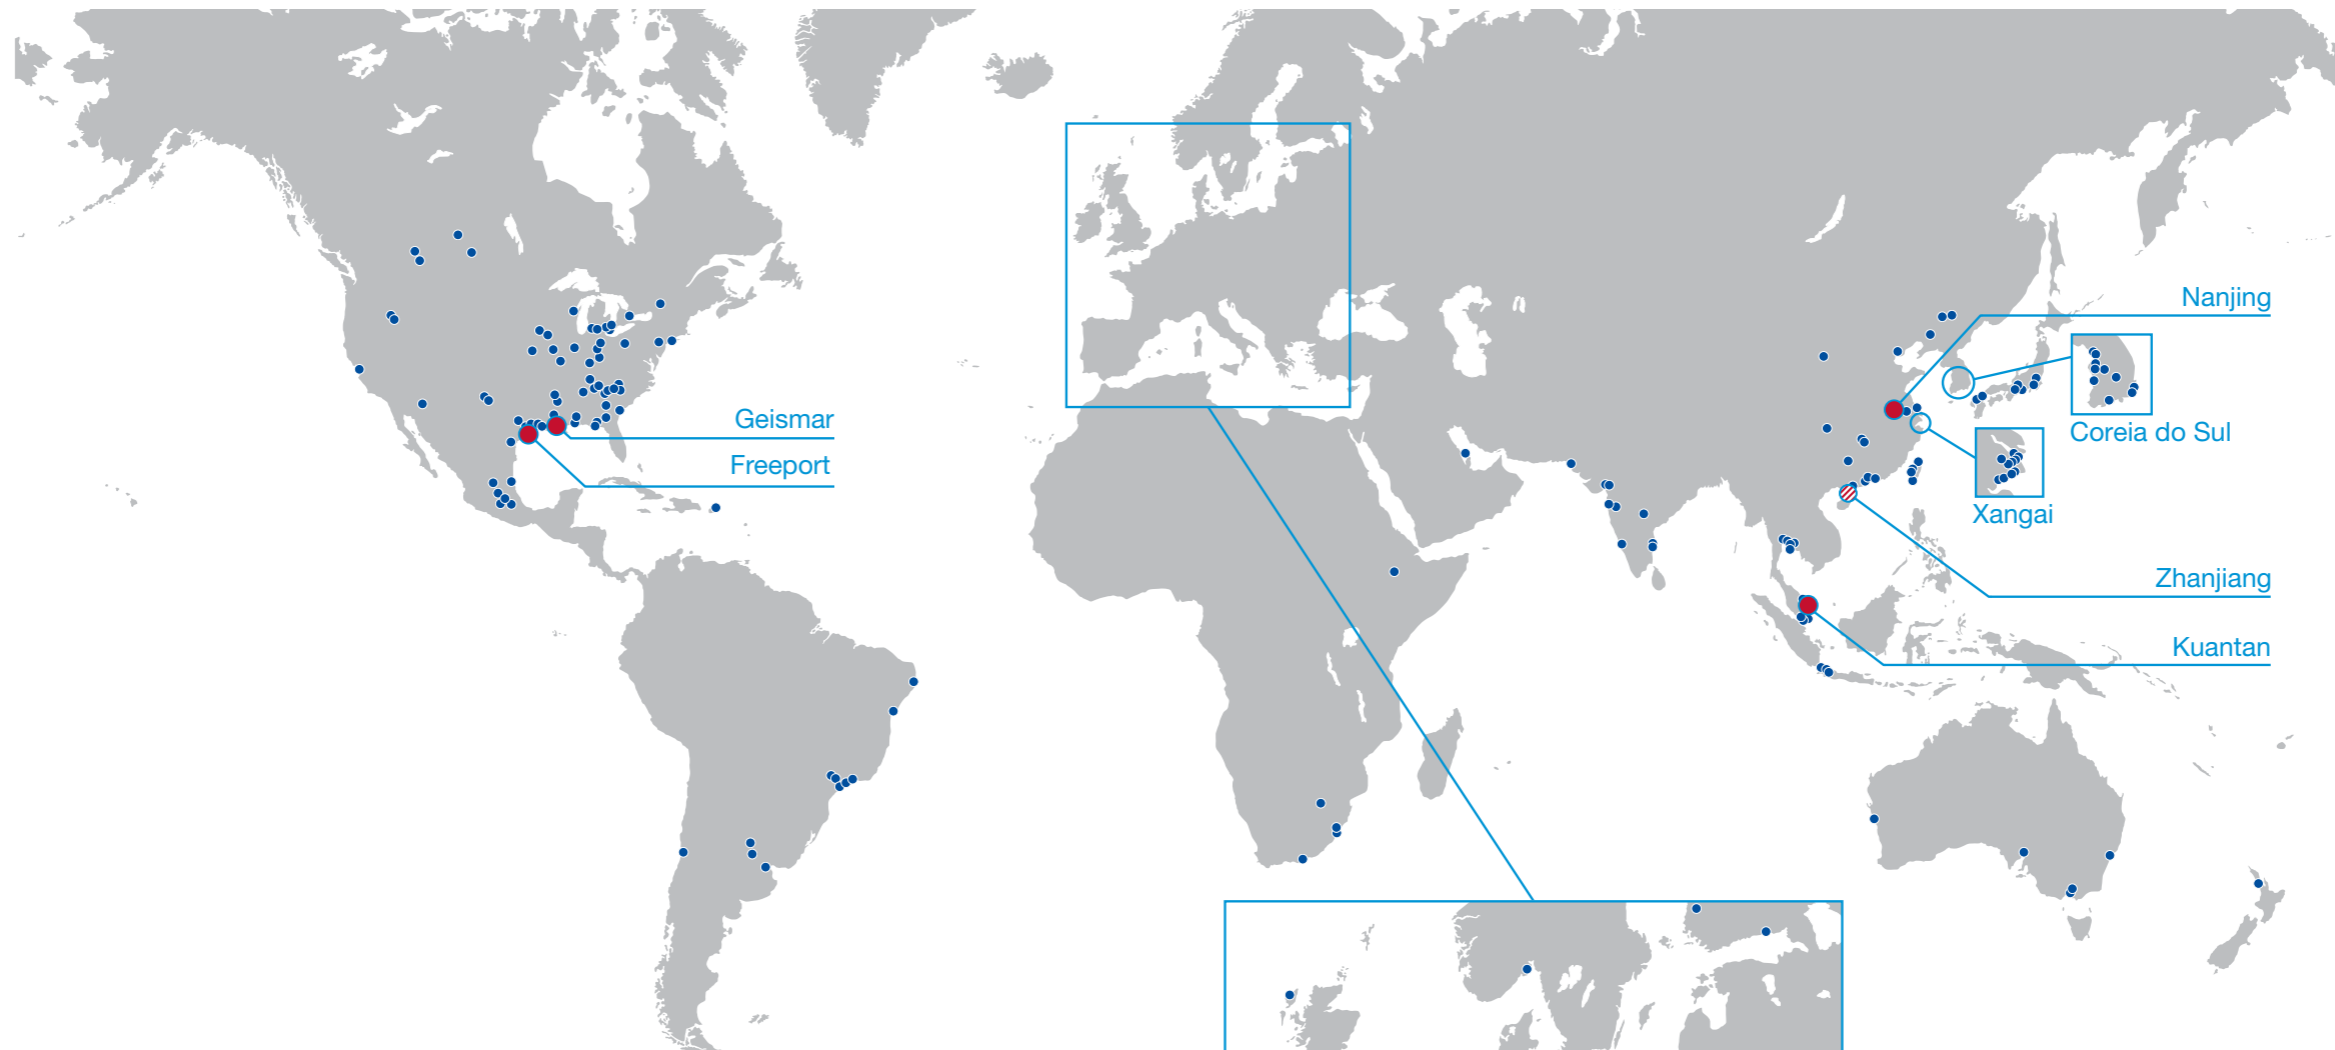 Geismar
Freeport
Nanjing
Coreia do Sul
Xangai
Zhanjiang
Kuantan